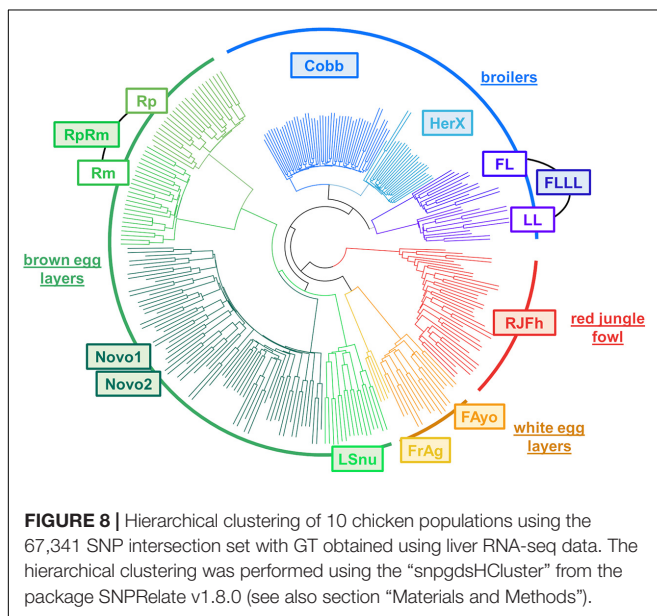 Cobb
broilers
Rp
HerX
RpRm
FL
Rm
FLLL
LL
brown egg
layers
RJFh
red jungle
fowl
Novo1
Novo2
FAyo
white egg
layers
FrAg
LSnu
FIGURE 8 | Hierarchical clustering of 10 chicken populations using the
67,341 SNP intersection set with GT obtained using liver RNA-seq data. The
hierarchical clustering was performed using the “snpgdsHCluster” from the
package SNPRelate v1.8.0 (see also section “Materials and Methods”).